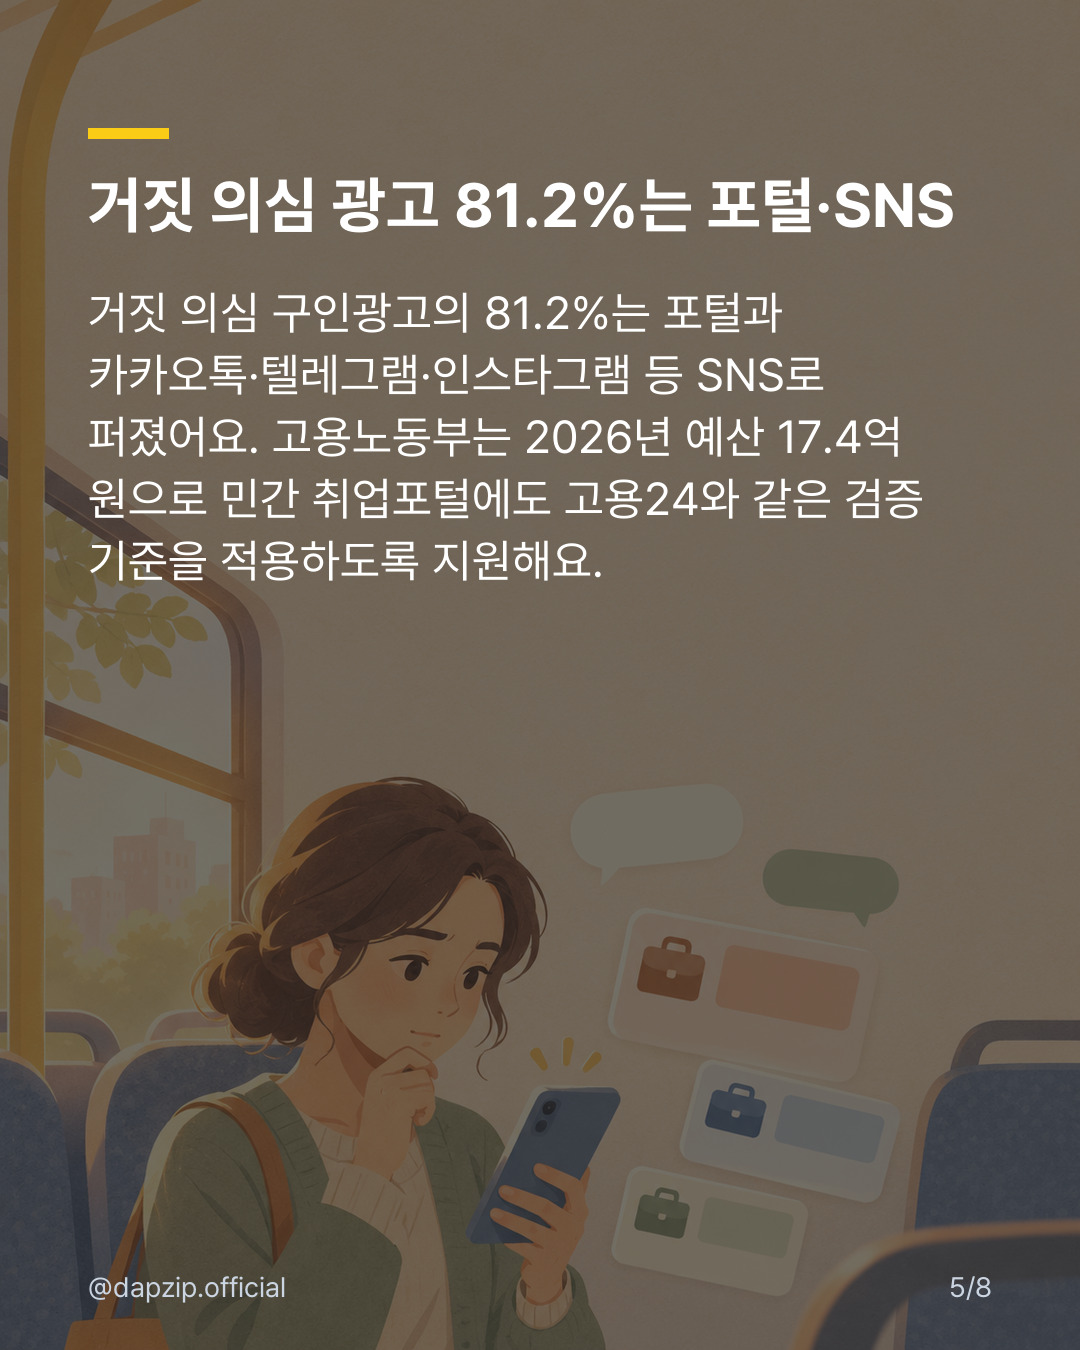 거짓 의심 광고 81.2%는 포털·SNS
거짓 의심 구인광고의 81.2%는 포털과
카카오톡·텔레그램·인스타그램 등 SNS로
퍼졌어요. 고용노동부는 2026년 예산 17.4억
원으로 민간 취업포털에도 고용24와 같은 검증
기준을 적용하도록 지원해요.
@dapzip.official
5/8